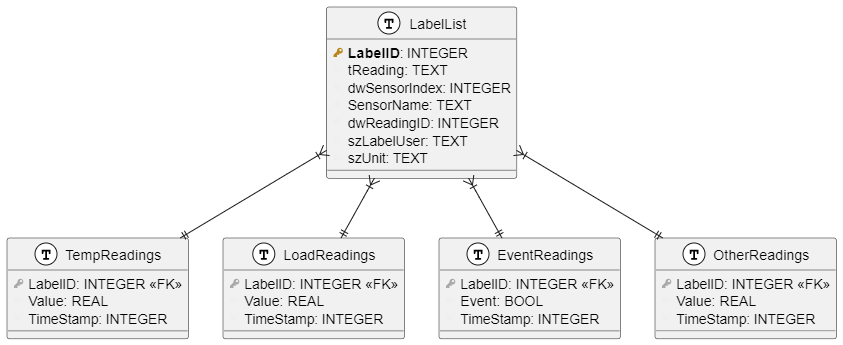 T LabelList
LabelID: INTEGER
tReading: TEXT
dwSensorIndex: INTEGER
SensorName: TEXT
dwReadingID: INTEGER
szLabelUser: TEXT
szUnit: TEXT
T TempReadings
LabelID: INTEGER «FK»
Value: REAL
TimeStamp: INTEGER
T LoadReadings
LabelID: INTEGER «FK»
Value: REAL
TimeStamp: INTEGER
T EventReadings
LabelID: INTEGER «FK»
Event: BOOL
TimeStamp: INTEGER
T OtherReadings
LabelID: INTEGER «FK»
Value: REAL
TimeStamp: INTEGER